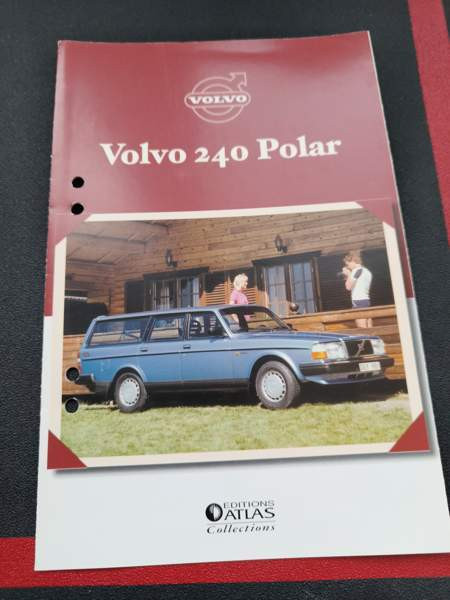 VOLVO
Volvo 240 Polar
EDITIONS
ATLAS
Collections